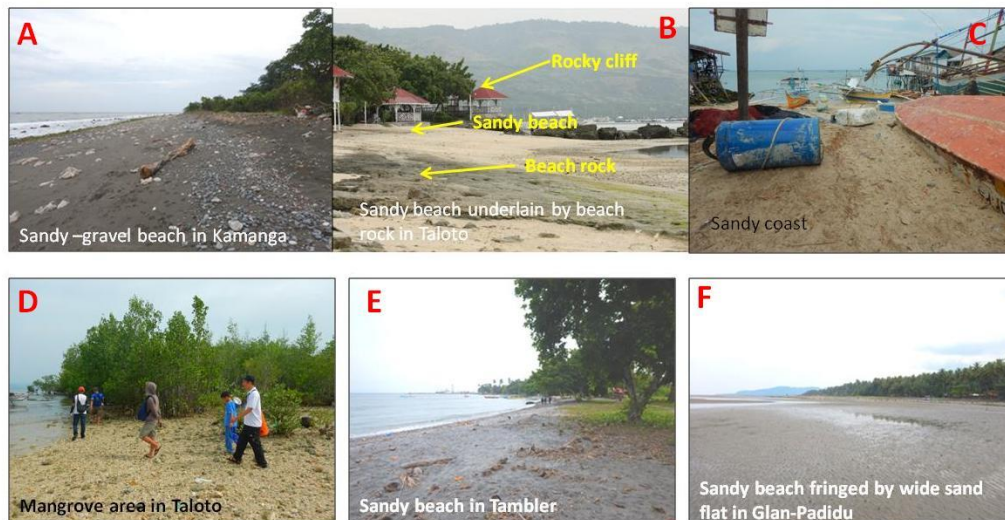 A
Sandy –gravel beach in Kamanga
B
Rocky cliff
Sandy beach
Beach rock
Sandy beach underlain by beach
rock in Taloto
C
Sandy coast
D
Mangrove area in Taloto
E
Sandy beach in Tambler
F
Sandy beach fringed by wide sand
flat in Glan-Padidu